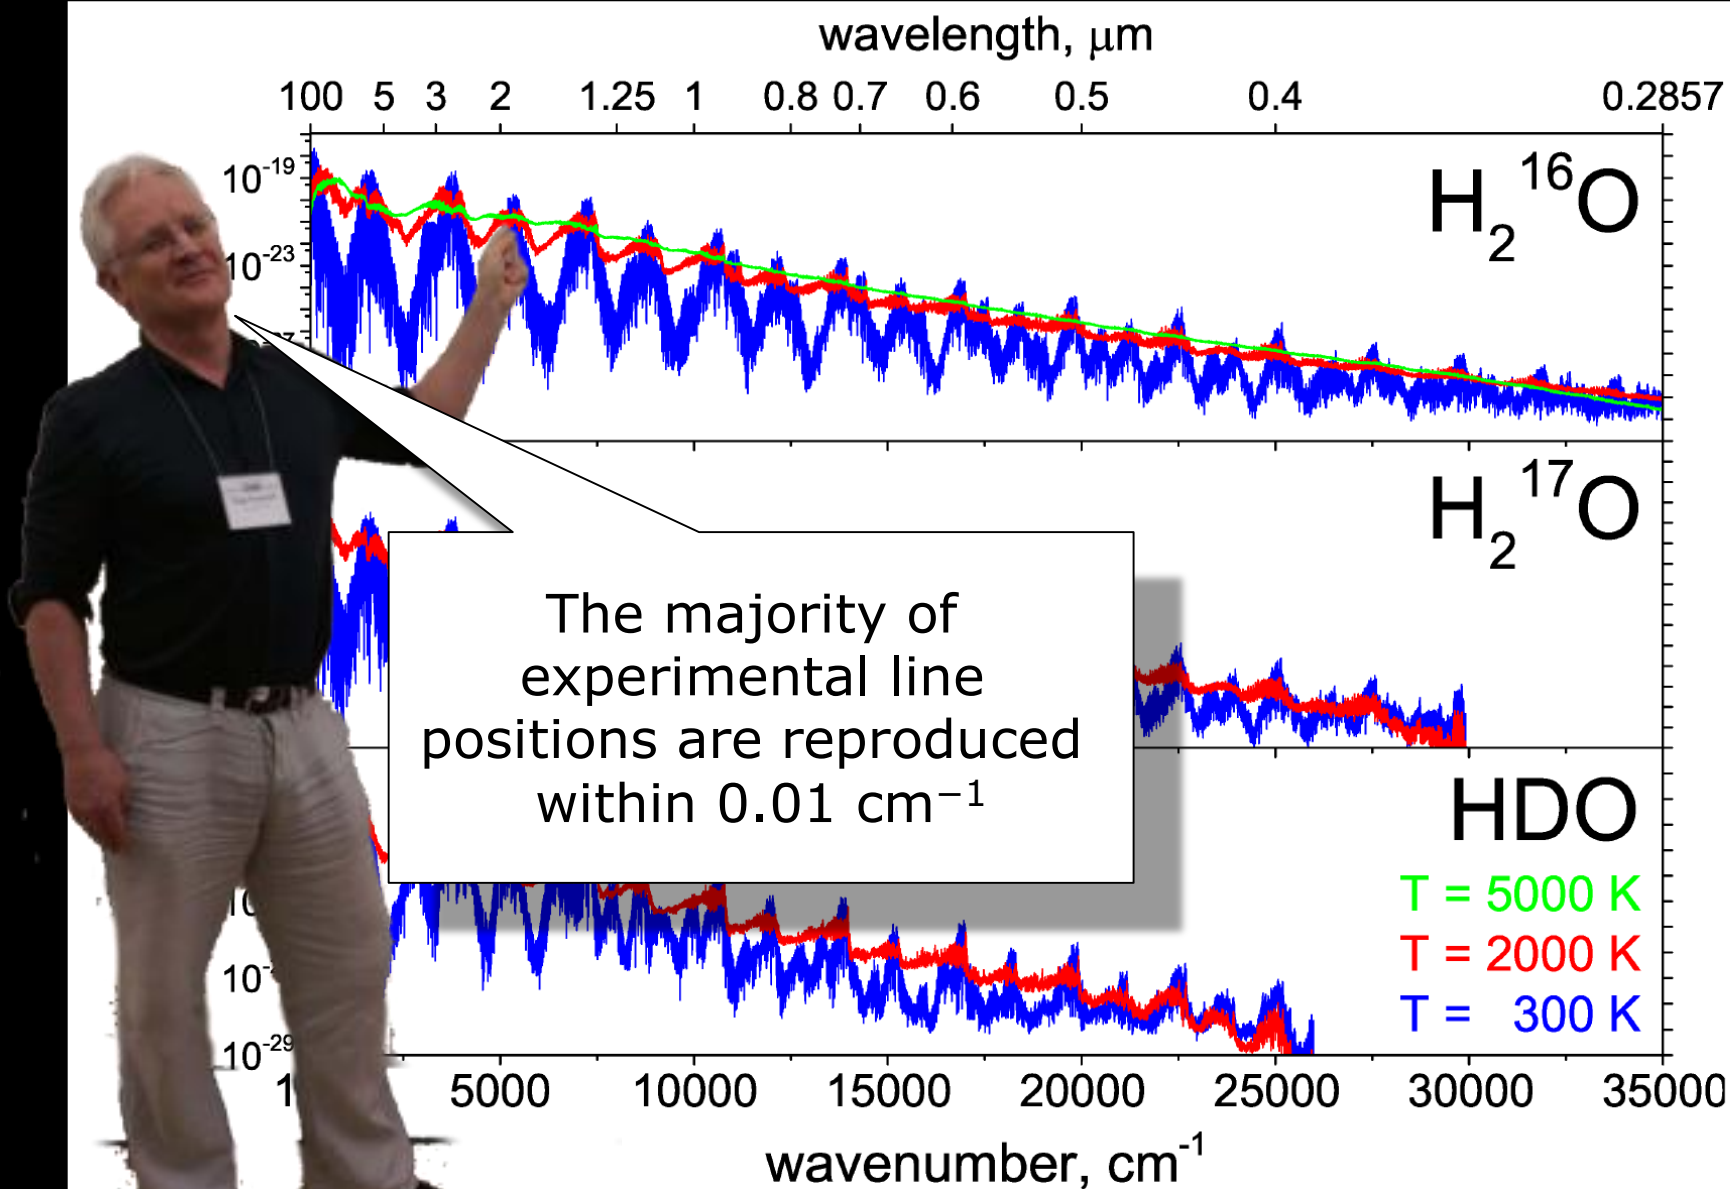 wavelength, μm
100 5 3 2 1.25 1 0.8 0.7 0.6 0.5 0.4 0.2857
10⁻¹⁹
H₂¹⁶O
10⁻²³
H₂¹⁷O
The majority of
experimental line
positions are reproduced
within 0.01 cm⁻¹
HDO
T = 5000 K
T = 2000 K
T = 300 K
10⁻²⁹
5000 10000 15000 20000 25000 30000 35000
wavenumber, cm⁻¹